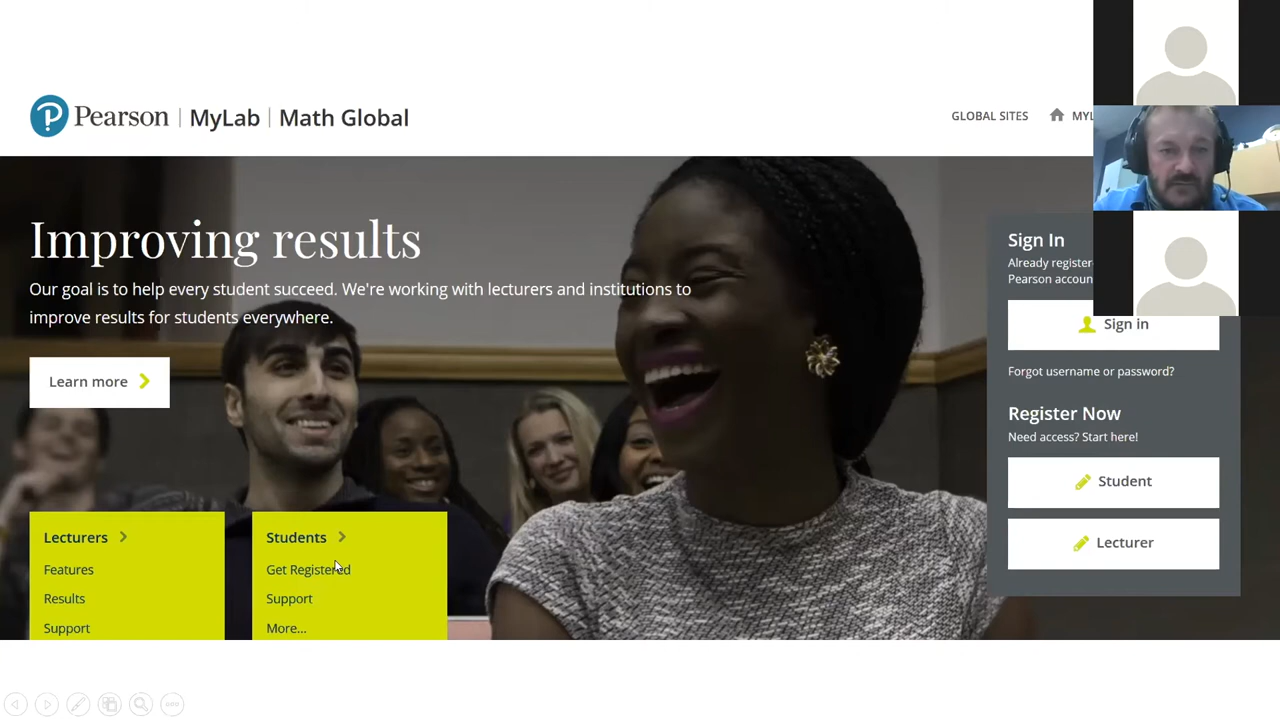 Pearson | MyLab | Math Global
GLOBAL SITES
Improving results
Our goal is to help every student succeed. We're working with lecturers and institutions to
improve results for students everywhere.
Learn more
Lecturers
Features
Results
Support
Students
Get Registered
Support
More...
Sign In
Already
Pearson
Sign in
Forgot username or password?
Register Now
Need access? Start here!
Student
Lecturer